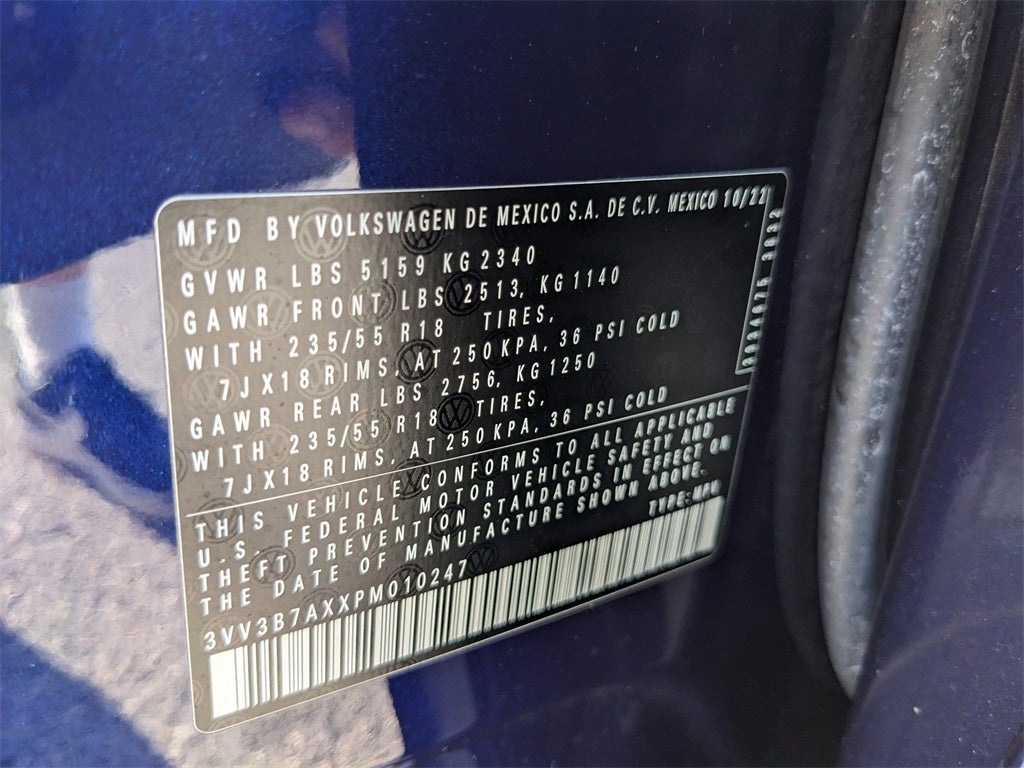 MFD BY VOLKSWAGEN DE MEXICO S.A. DE C.V. MEXICO 10/22
GVWR LBS 5159 KG 2340
GAWR FRONT LBS 2513, KG 1140
WITH 235/55 R18 TIRES,
7JX18 RIMS, AT 250 KPA, 36 PSI COLD
GAWR REAR LBS 2756, KG 1250
WITH 235/55 R18 TIRES,
7JX18 RIMS, AT 250 KPA, 36 PSI COLD
THIS VEHICLE CONFORMS TO ALL APPLICABLE
U.S. FEDERAL MOTOR VEHICLE SAFETY AND
THEFT PREVENTION STANDARDS IN EFFECT ON
THE DATE OF MANUFACTURE SHOWN ABOVE.
TYPE: MPV
3VV3B7AXXPM010247